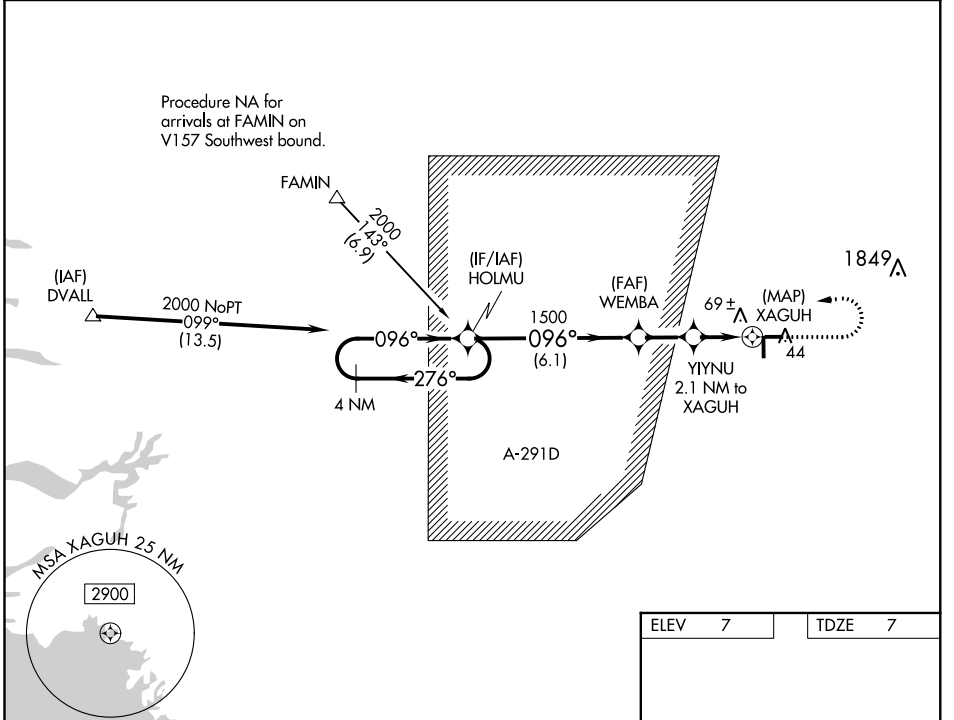 Procedure NA for
arrivals at FAMIN on
V157 Southwest bound.
FAMIN
2000
143°
(6.9)
(IAF)
DVALL
2000 NoPT
099°
(13.5)
(IF/IAF)
HOLMU
096°
276°
4 NM
1500
096°
(6.1)
(FAF)
WEMBA
69 ±
(MAP)
XAGUH
1849
44
YIYNU
2.1 NM to
XAGUH
A-291D
MSA XAGUH 25 NM
2900
ELEV 7
TDZE 7